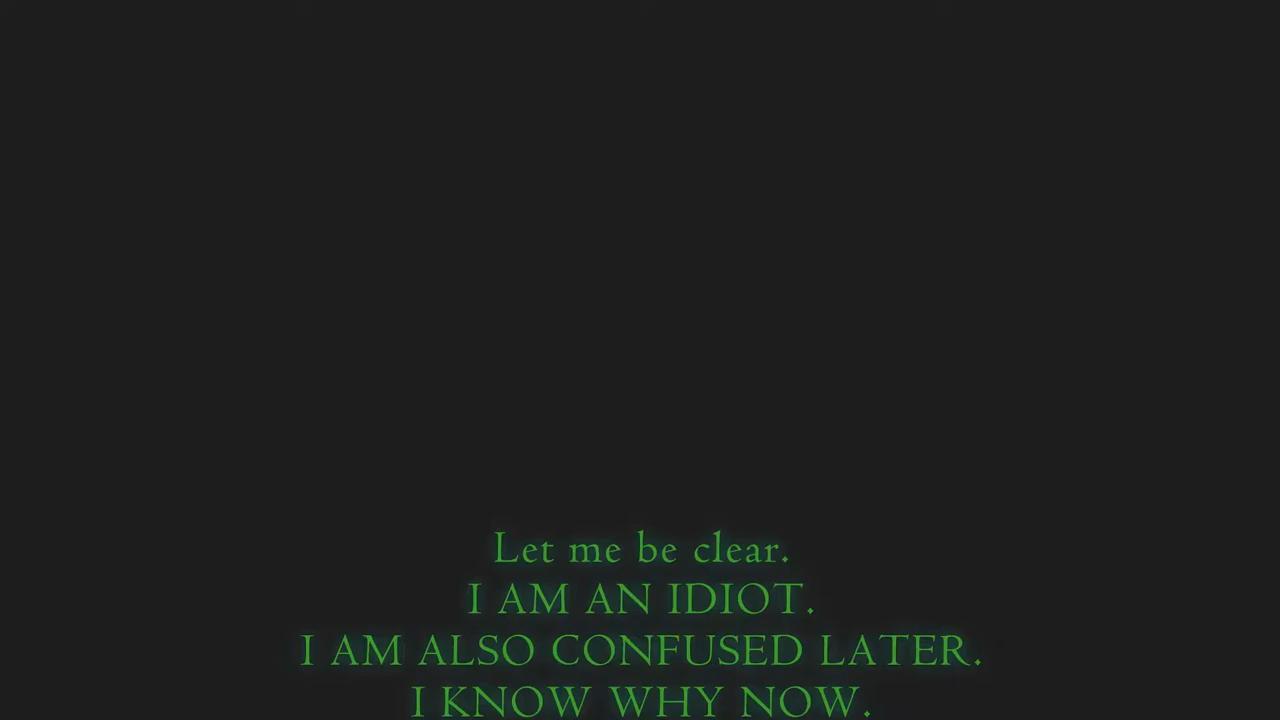 Let me be clear.
I AM AN IDIOT.
I AM ALSO CONFUSED LATER.
I KNOW WHY NOW.